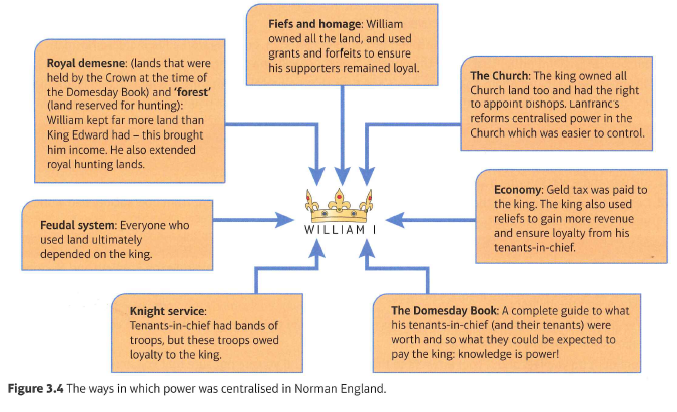 Fiefs and homage: William
owned all the land, and used
grants and forfeits to ensure
his supporters remained loyal.
Royal demesne: (lands that were
held by the Crown at the time of
the Domesday Book) and ‘forest’
(land reserved for hunting):
William kept far more land than
King Edward had – this brought
him income. He also extended
royal hunting lands.
The Church: The king owned all
Church land too and had the right
to appoint bishops. Lanfranc's
reforms centralised power in the
Church which was easier to control.
Feudal system: Everyone who
used land ultimately
depended on the king.
WILLIAM I
Economy: Geld tax was paid to
the king. The king also used
reliefs to gain more revenue
and ensure loyalty from his
tenants-in-chief.
Knight service:
Tenants-in-chief had bands of
troops, but these troops owed
loyalty to the king.
The Domesday Book: A complete guide to what
his tenants-in-chief (and their tenants) were
worth and so what they could be expected to
pay the king: knowledge is power!
Figure 3.4 The ways in which power was centralised in Norman England.